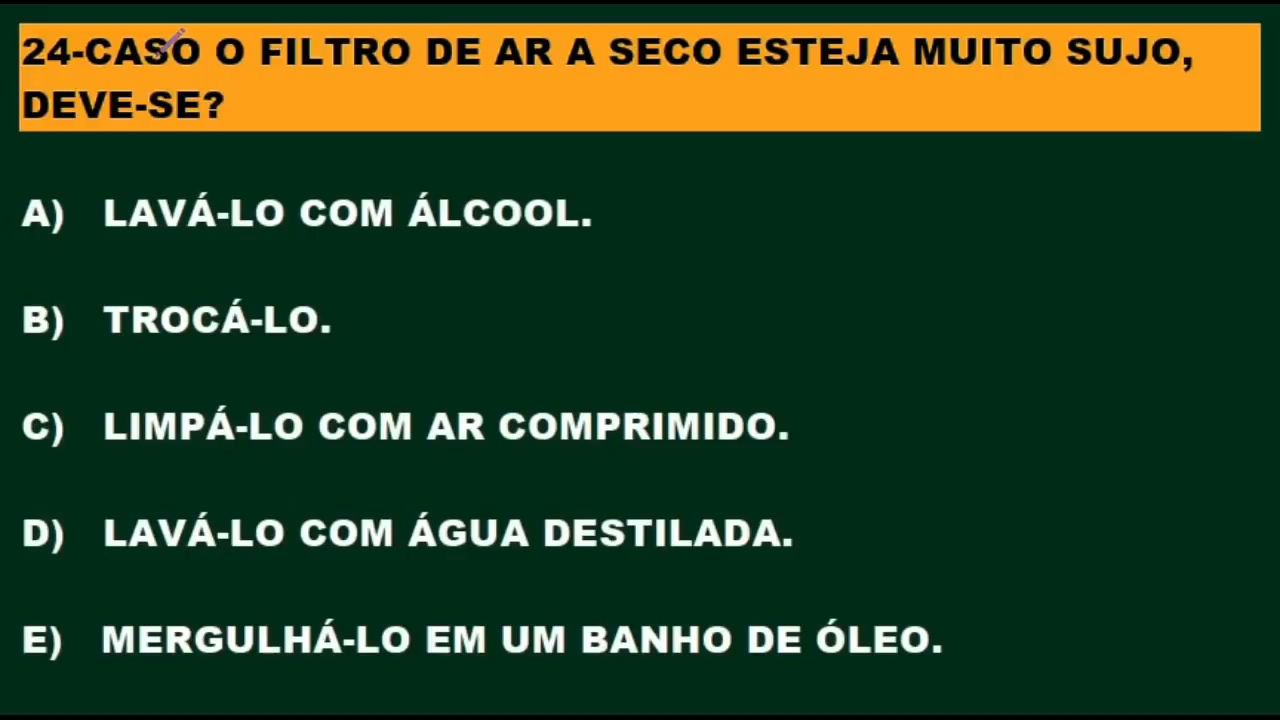 24-CASO O FILTRO DE AR A SECO ESTEJA MUITO SUJO,
DEVE-SE?
A) LAVÁ-LO COM ÁLCOOL.
B) TROCÁ-LO.
C) LIMPÁ-LO COM AR COMPRIMIDO.
D) LAVÁ-LO COM ÁGUA DESTILADA.
E) MERGULHÁ-LO EM UM BANHO DE ÓLEO.